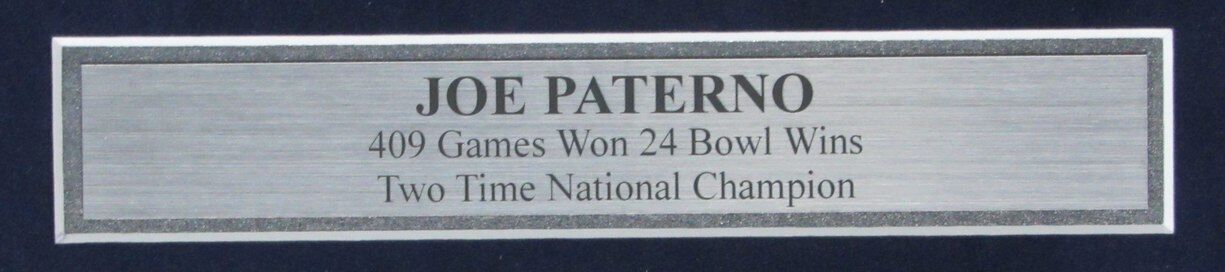 JOE PATERNO
409 Games Won 24 Bowl Wins
Two Time National Champion